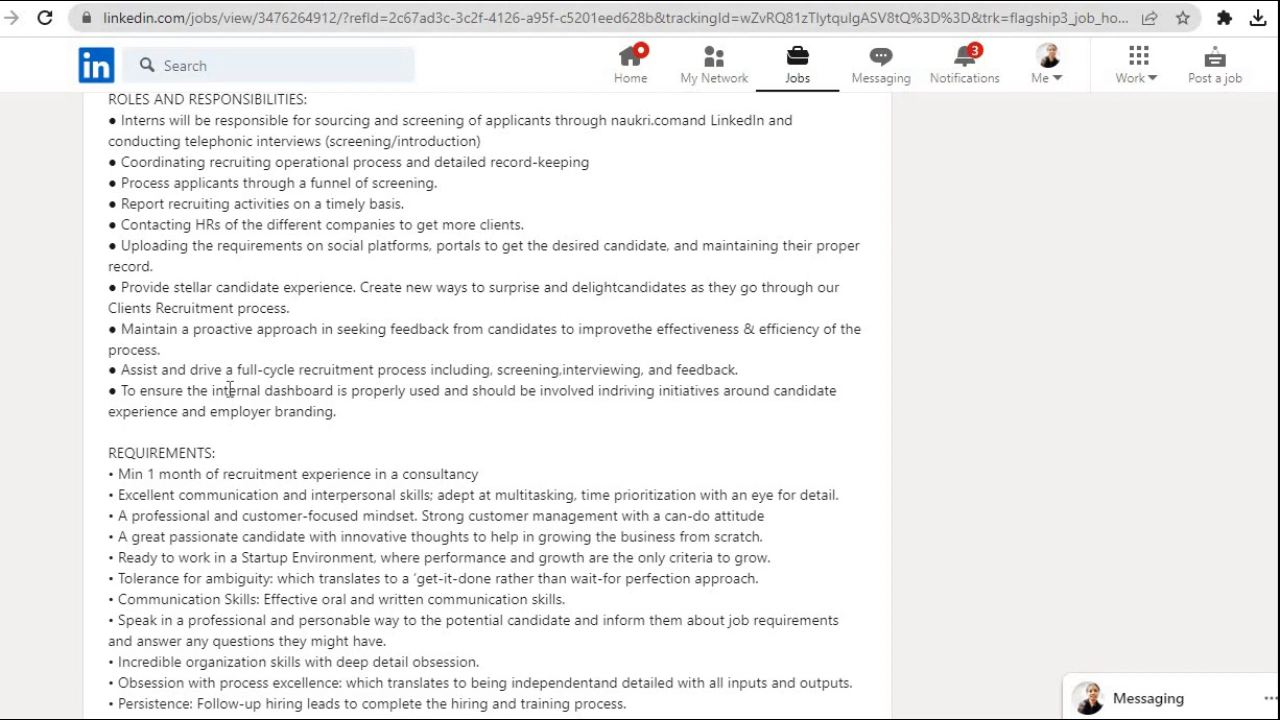 linkedin.com/jobs/view/3476264912/?refId=2c67ad3c-3c2f-4126-a95f-c5201eed628b&trackingId=wZvRQ81zTlytqulgASV8tQ%3D%3D&trk=flagship3_job_ho...
in
Search
3
Home
My Network
Jobs
Messaging
Notifications
Me
Work
Post a job
ROLES AND RESPONSIBILITIES:
● Interns will be responsible for sourcing and screening of applicants through naukri.comand LinkedIn and
conducting telephonic interviews (screening/introduction)
● Coordinating recruiting operational process and detailed record-keeping
● Process applicants through a funnel of screening.
● Report recruiting activities on a timely basis.
● Contacting HRs of the different companies to get more clients.
● Uploading the requirements on social platforms, portals to get the desired candidate, and maintaining their proper
record.
● Provide stellar candidate experience. Create new ways to surprise and delightcandidates as they go through our
Clients Recruitment process.
● Maintain a proactive approach in seeking feedback from candidates to improvethe effectiveness & efficiency of the
process.
● Assist and drive a full-cycle recruitment process including, screening,interviewing, and feedback.
● To ensure the internal dashboard is properly used and should be involved indriving initiatives around candidate
experience and employer branding.
REQUIREMENTS:
• Min 1 month of recruitment experience in a consultancy
• Excellent communication and interpersonal skills; adept at multitasking, time prioritization with an eye for detail.
• A professional and customer-focused mindset. Strong customer management with a can-do attitude
• A great passionate candidate with innovative thoughts to help in growing the business from scratch.
• Ready to work in a Startup Environment, where performance and growth are the only criteria to grow.
• Tolerance for ambiguity: which translates to a 'get-it-done rather than wait-for perfection approach.
• Communication Skills: Effective oral and written communication skills.
• Speak in a professional and personable way to the potential candidate and inform them about job requirements
and answer any questions they might have.
• Incredible organization skills with deep detail obsession.
• Obsession with process excellence: which translates to being independentand detailed with all inputs and outputs.
• Persistence: Follow-up hiring leads to complete the hiring and training process.
Messaging